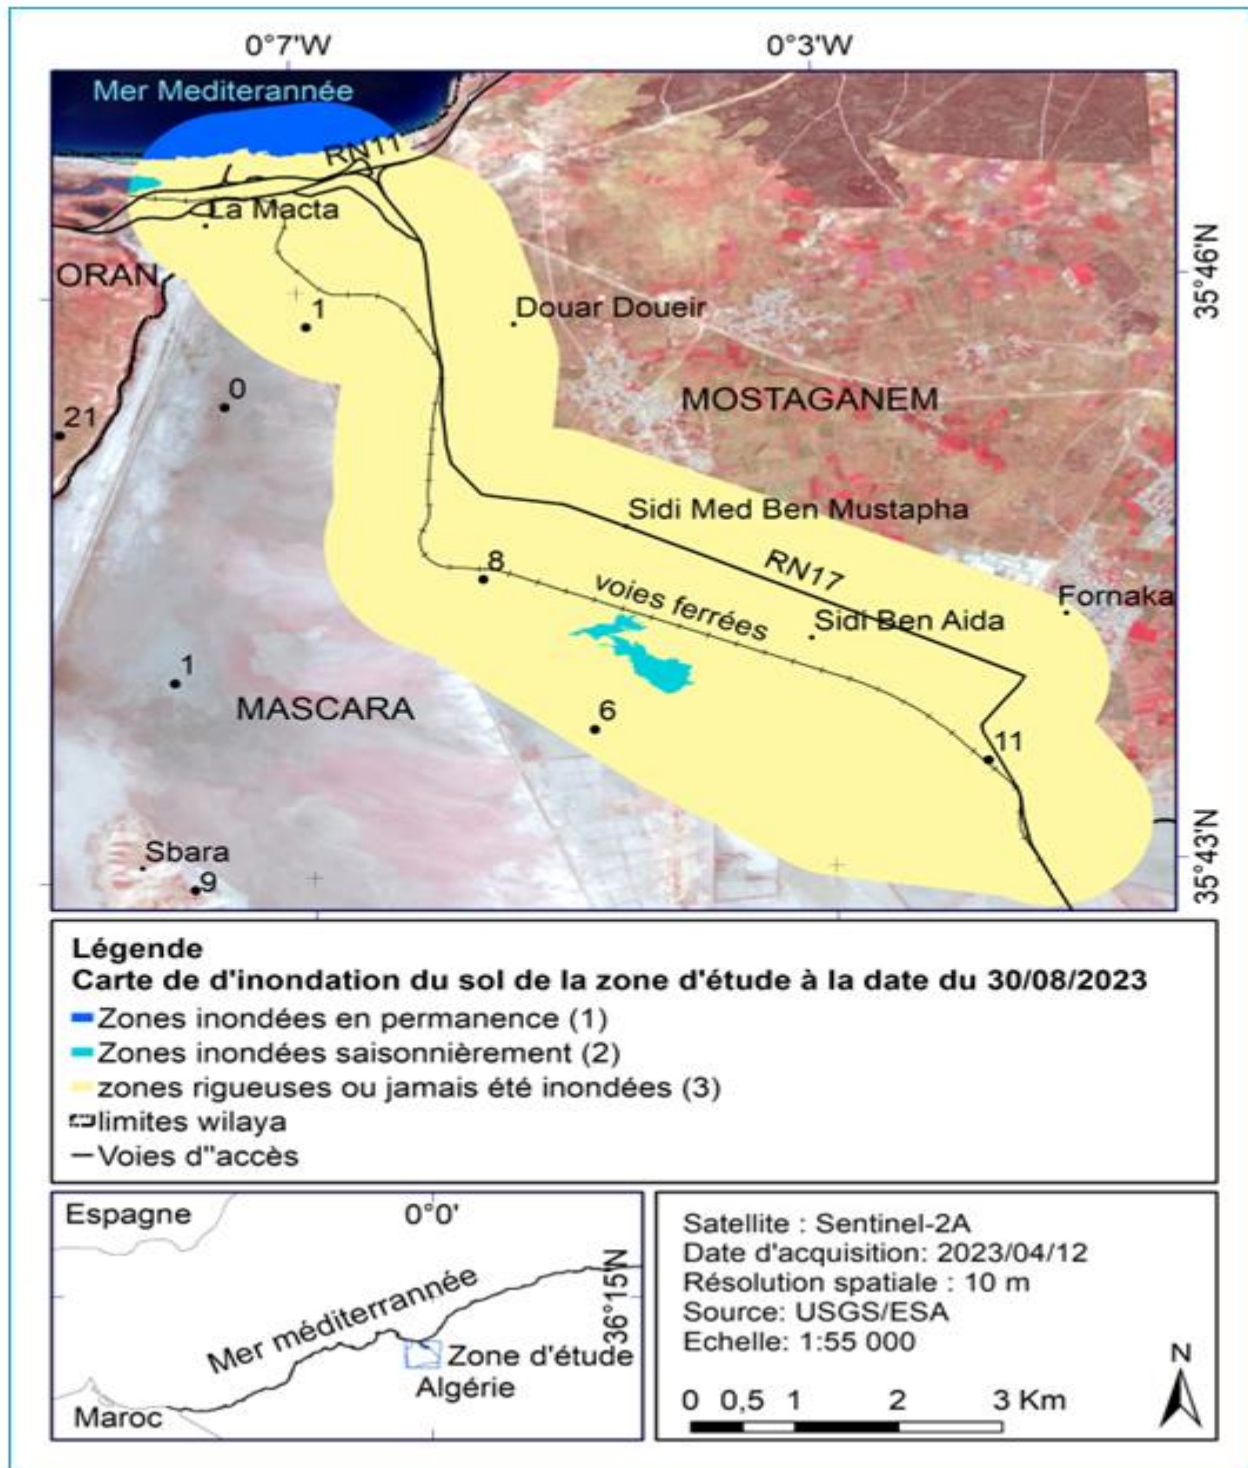 0°7'W
0°3'W
Mer Mediterannée
RN11
La Macta
ORAN
35°46'N
1
Douar Doueir
0
MOSTAGANEM
21
Sidi Med Ben Mustapha
8
RN17
voies ferrées
Fornaka
Sidi Ben Aida
1
MASCARA
6
11
Sbara
9
35°43'N
Légende
Carte de d'inondation du sol de la zone d'étude à la date du 30/08/2023
Zones inondées en permanence (1)
Zones inondées saisonnièrement (2)
zones rigueuses ou jamais été inondées (3)
limites wilaya
Voies d"accès
Espagne
0°0'
36°15'N
Mer méditerrannée
Zone d'étude
Algérie
Maroc
Satellite : Sentinel-2A
Date d'acquisition: 2023/04/12
Résolution spatiale : 10 m
Source: USGS/ESA
Echelle: 1:55 000
N
0 0,5 1 2 3 Km